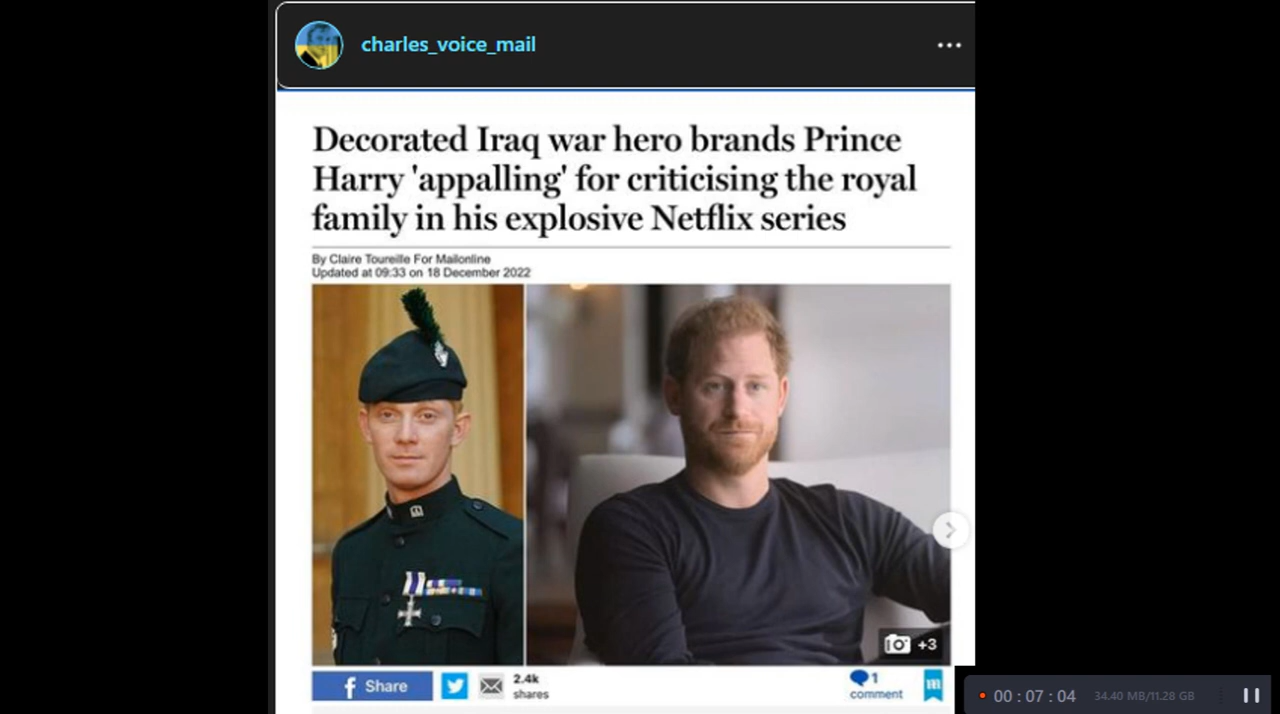 charles_voice_mail
Decorated Iraq war hero brands Prince
Harry 'appalling' for criticising the royal
family in his explosive Netflix series
By Claire Toureille For Mailonline
Updated at 09:33 on 18 December 2022
+3
f Share
2.4k
shares
1
comment
m
00:07:04 34.40 MB/11.28 GB